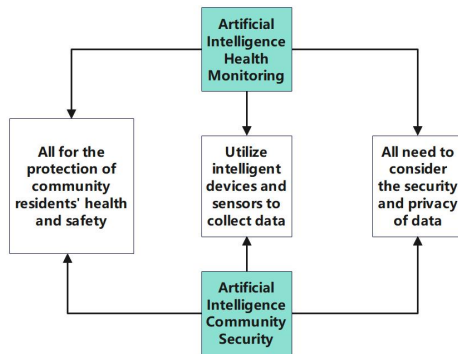 Artificial
Intelligence
Health
Monitoring
All for the
protection of
community
residents' health
and safety
Utilize
intelligent
devices and
sensors to
collect data
All need to
consider
the security
and privacy
of data
Artificial
Intelligence
Community
Security